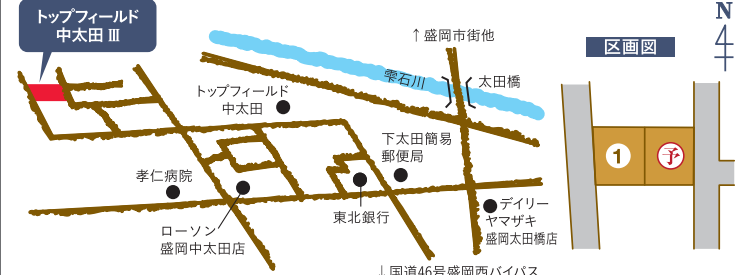 トップフィールド
中太田 Ⅲ
↑盛岡市街他
雫石川
太田橋
トップフィールド
中太田
下太田簡易
郵便局
孝仁病院
東北銀行
ローソン
盛岡中太田店
デイリー
ヤマザキ
盛岡太田橋店
↓国道46号盛岡西バイパス
区画図
N
1
予